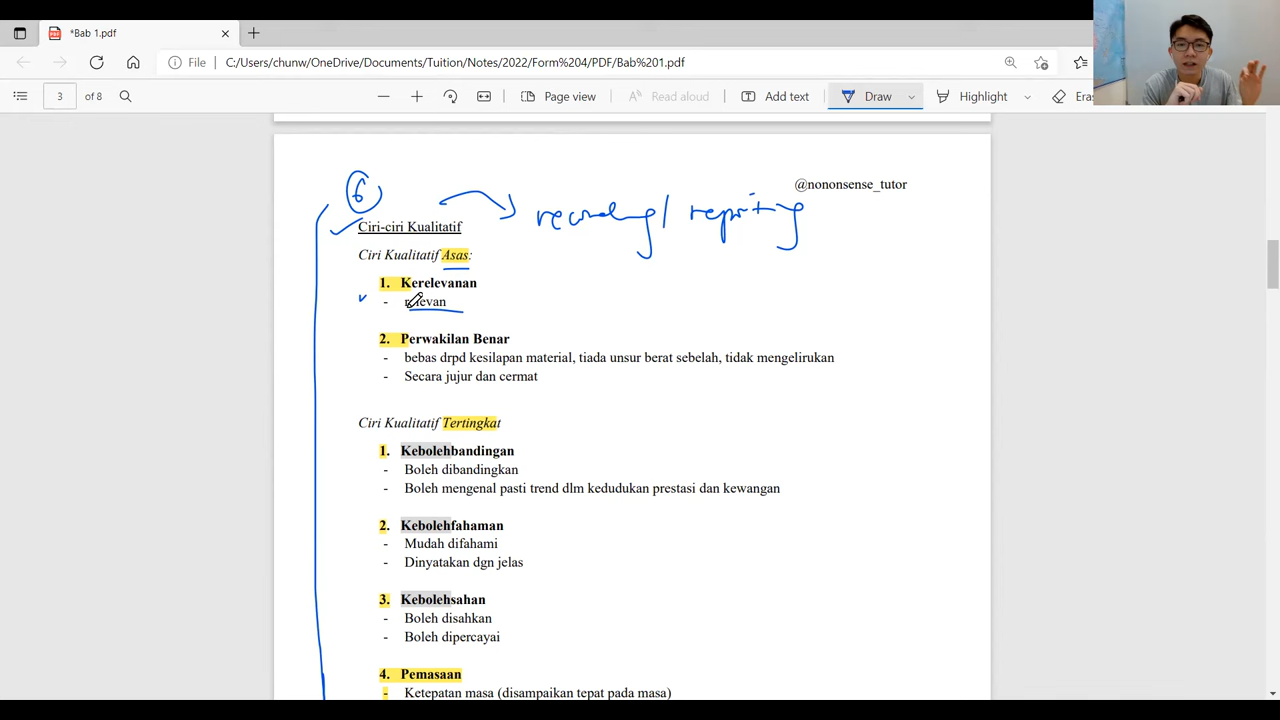 *Bab 1.pdf
File C:/Users/chunw/OneDrive/Documents/Tuition/Notes/2022/Form%204/PDF/Bab%201.pdf
3 of 8 Page view Read aloud Add text Draw Highlight Eras
@nononsense_tutor
6
recording/ reporting
Ciri-ciri Kualitatif
Ciri Kualitatif Asas:
1. Kerelevanan
- relevan
2. Perwakilan Benar
- bebas drpd kesilapan material, tiada unsur berat sebelah, tidak mengelirukan
- Secara jujur dan cermat
Ciri Kualitatif Tertingkat
1. Kebolehbandingan
- Boleh dibandingkan
- Boleh mengenal pasti trend dlm kedudukan prestasi dan kewangan
2. Kebolehfahaman
- Mudah difahami
- Dinyatakan dgn jelas
3. Kebolehsahan
- Boleh disahkan
- Boleh dipercayai
4. Pemasaan
- Ketepatan masa (disampaikan tepat pada masa)